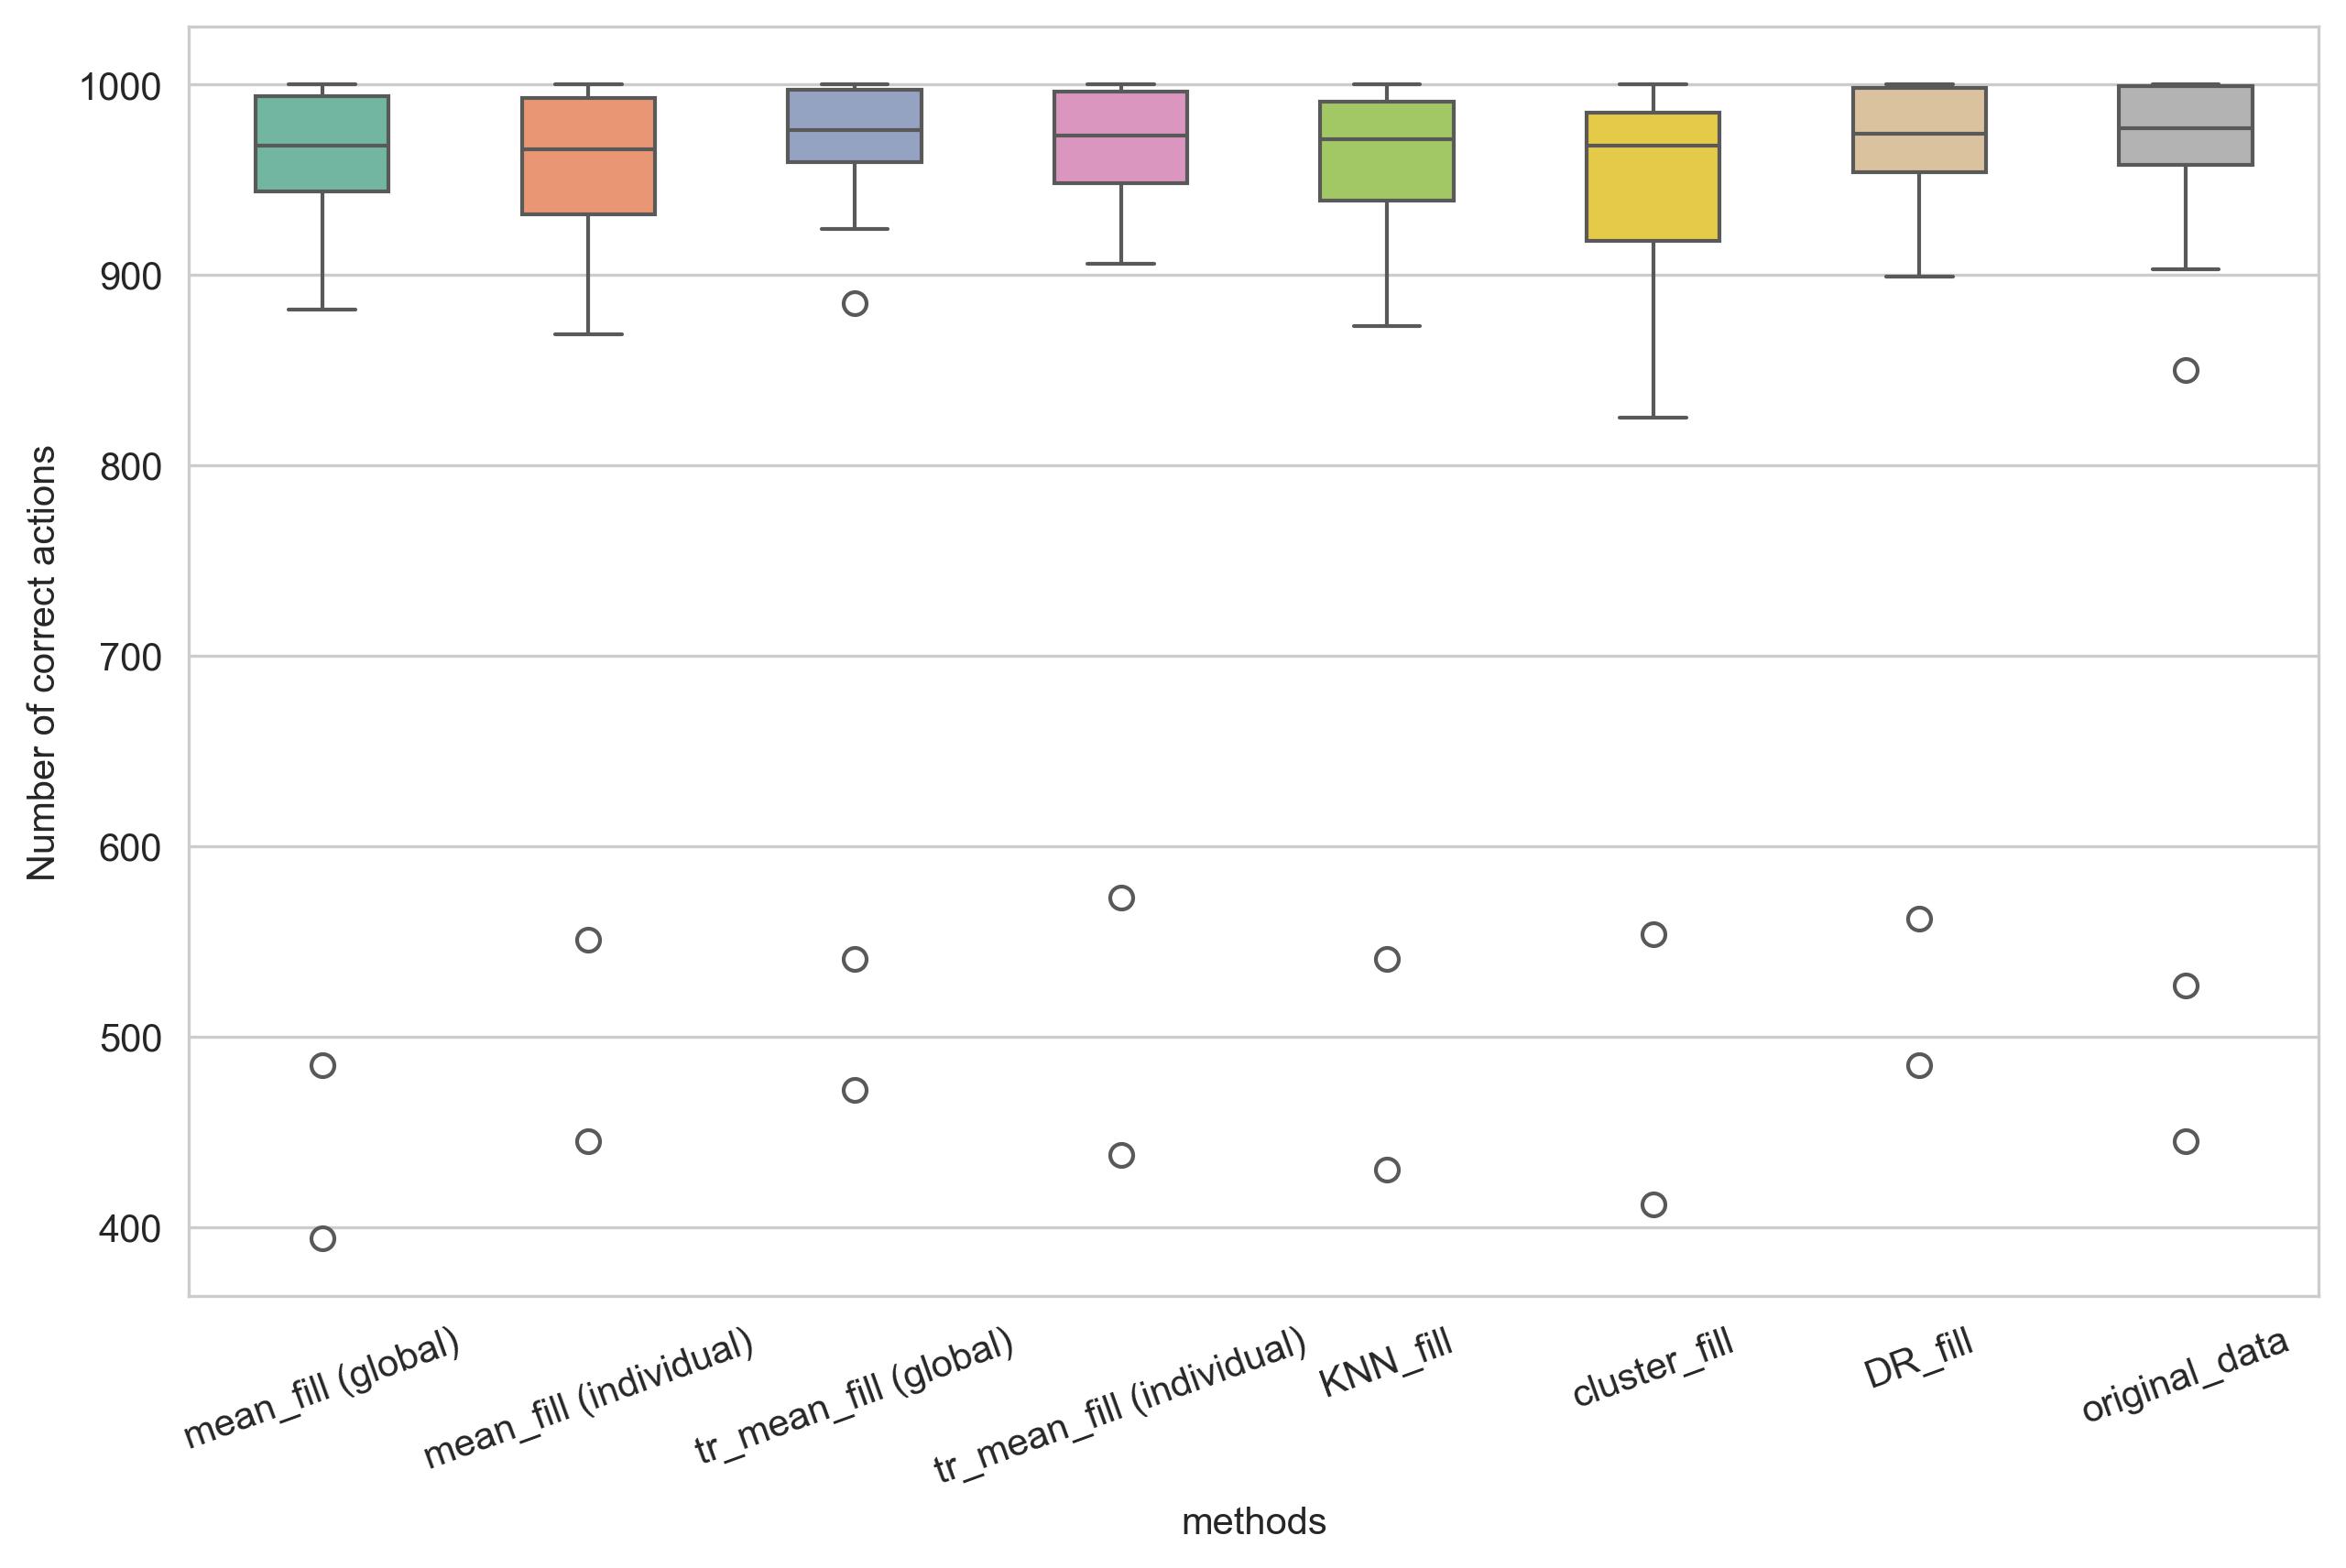 Number of correct actions
1000
900
800
700
600
500
400
mean_fill (global)
mean_fill (individual)
tr_mean_fill (global)
tr_mean_fill (individual)
KNN_fill
cluster_fill
DR_fill
original_data
methods